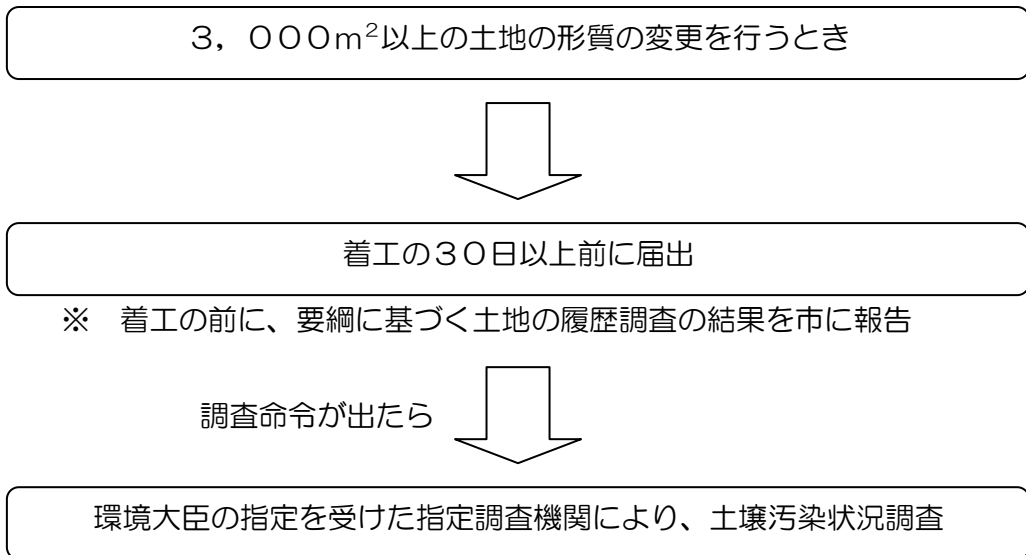 ３，０００ｍ²以上の土地の形質の変更を行うとき
着工の３０日以上前に届出
※　着工の前に、要綱に基づく土地の履歴調査の結果を市に報告
調査命令が出たら
環境大臣の指定を受けた指定調査機関により、土壌汚染状況調査